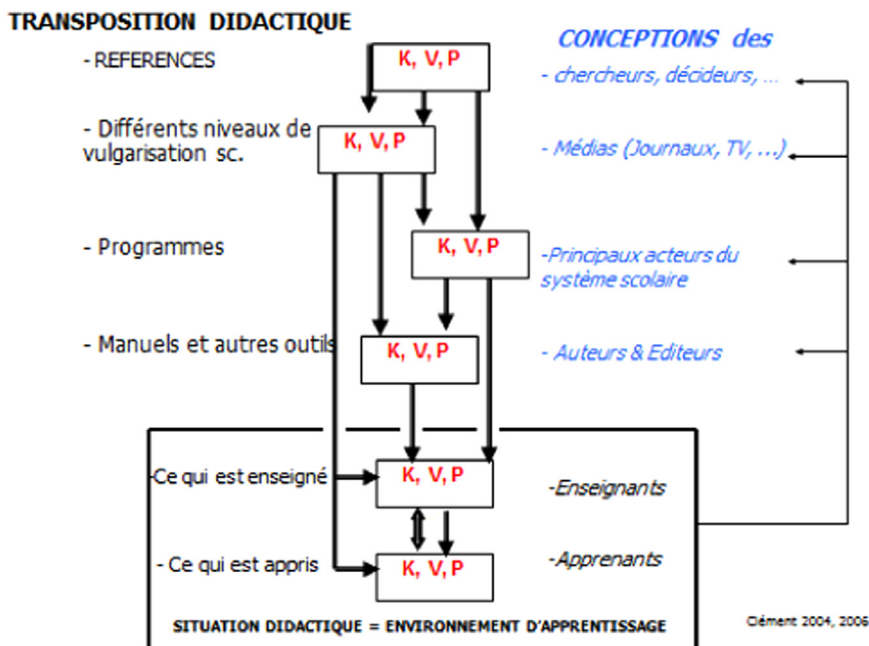 TRANSPOSITION DIDACTIQUE
CONCEPTIONS des
- REFERENCES
K, V, P
- chercheurs, décideurs, ...
- Différents niveaux de
vulgarisation sc.
K, V, P
- Médias (Journaux, TV, ...)
- Programmes
K, V, P
-Principaux acteurs du
système scolaire
- Manuels et autres outils
K, V, P
- Auteurs & Editeurs
-Ce qui est enseigné
K, V, P
-Enseignants
- Ce qui est appris
K, V, P
-Apprenants
SITUATION DIDACTIQUE = ENVIRONNEMENT D'APPRENTISSAGE
Clément 2004, 2006